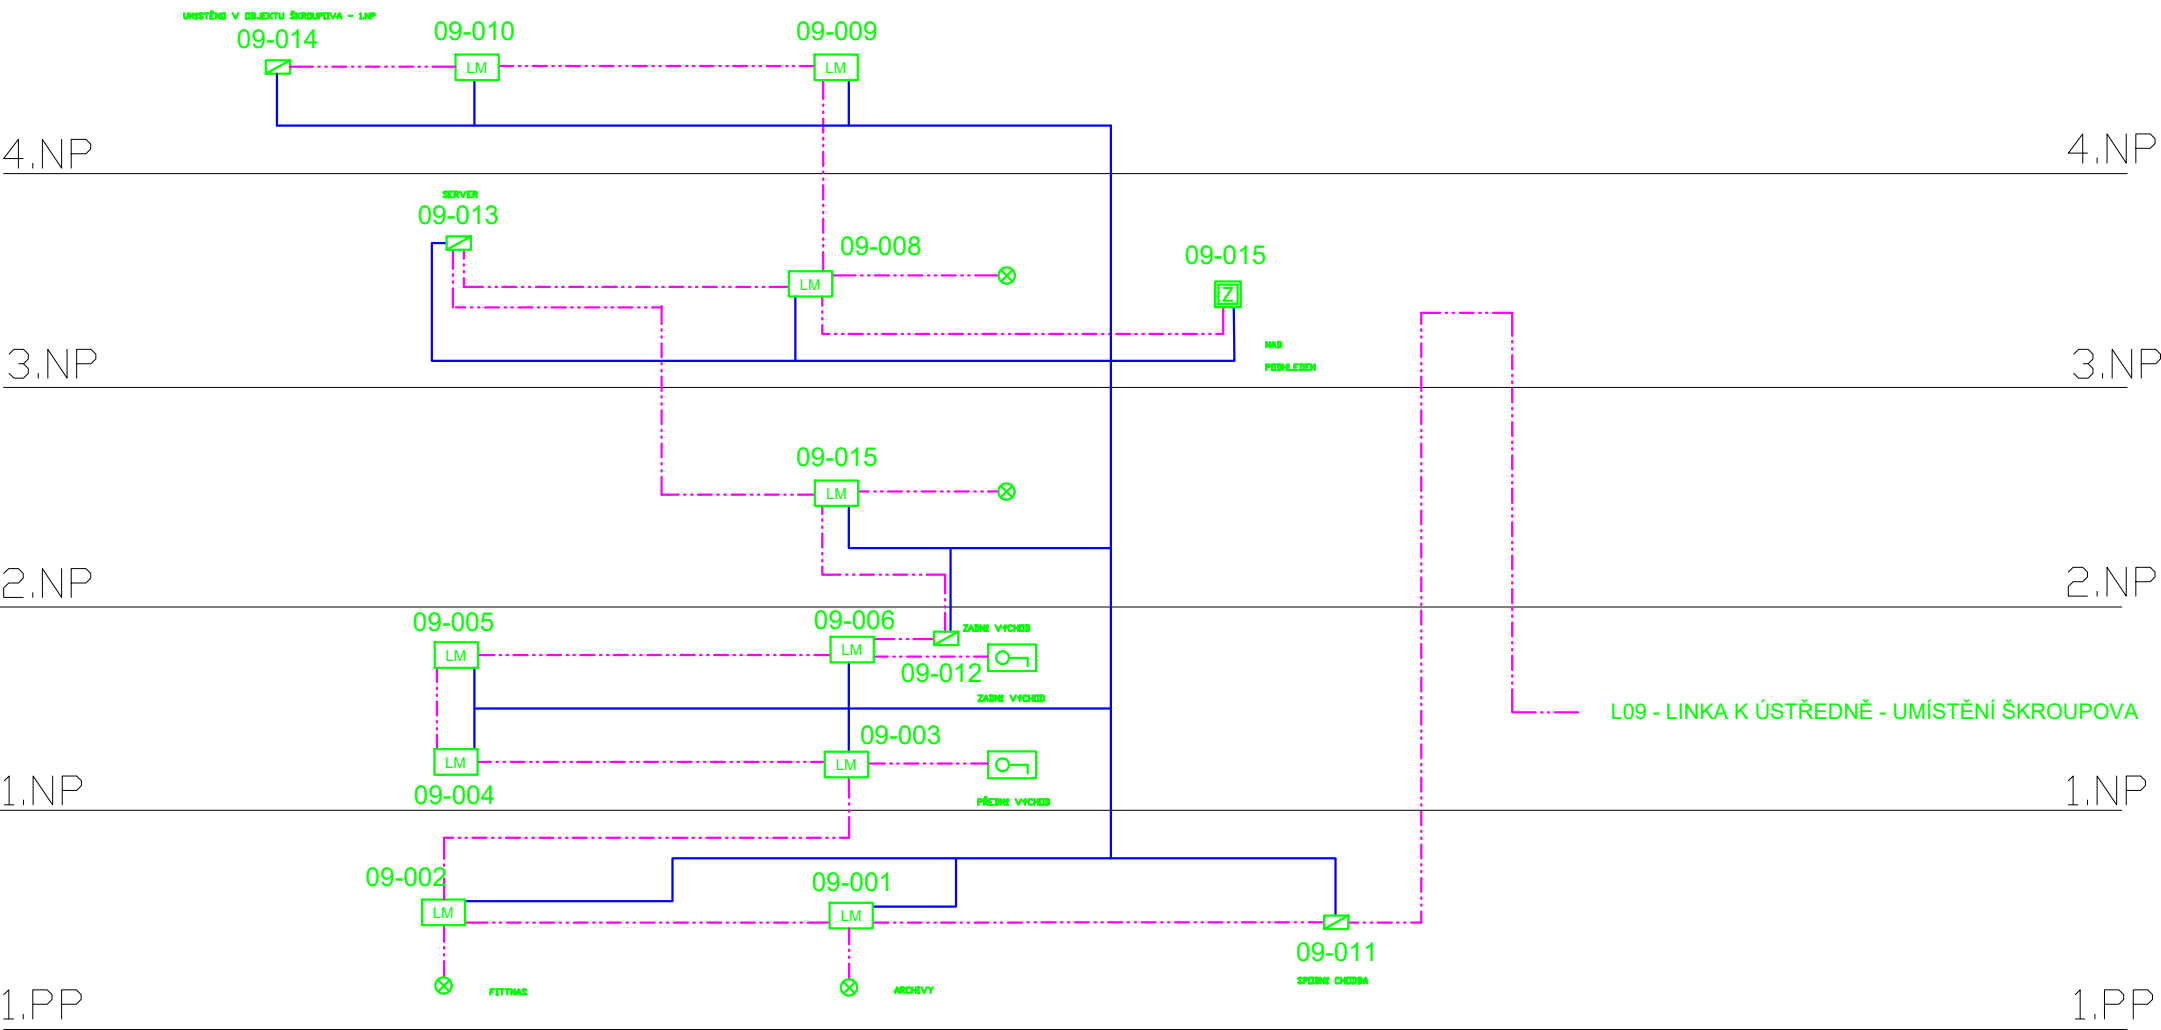 UMÍSTĚNO V OBJEKTU ŠKROUPOVA - 1.NP
09-014
09-010
09-009
LM
LM
4.NP
4.NP
SERVER
09-013
09-008
09-015
LM
Z
NAD
PODHLEDEM
3.NP
3.NP
09-015
LM
2.NP
2.NP
09-005
09-006
ZADNÍ VÝCHOD
LM
LM
09-012
ZADNÍ VÝCHOD
L09 - LINKA K ÚSTŘEDNĚ - UMÍSTĚNÍ ŠKROUPOVA
09-003
LM
LM
09-004
PŘEDNÍ VÝCHOD
1.NP
1.NP
09-002
09-001
LM
LM
09-011
SPODNÍ CHODBA
FITTNAS
ARCHIVY
1.PP
1.PP